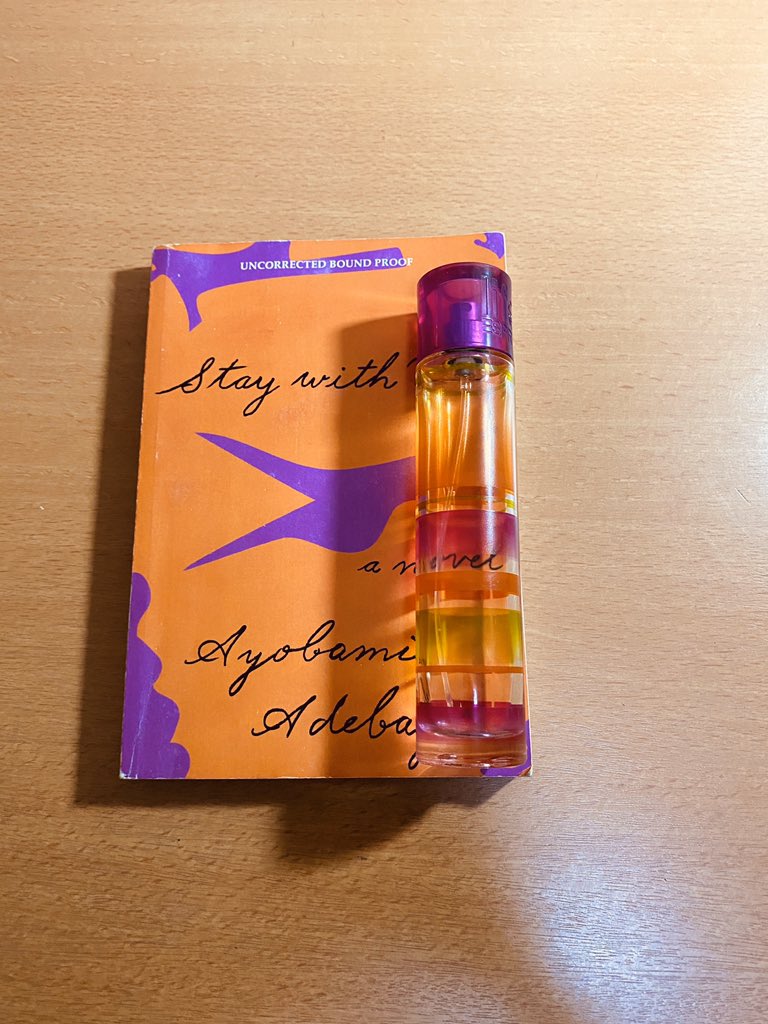 UNCORRECTED BOUND PROOF
Stay with
a novel
Ayobami
Adeba